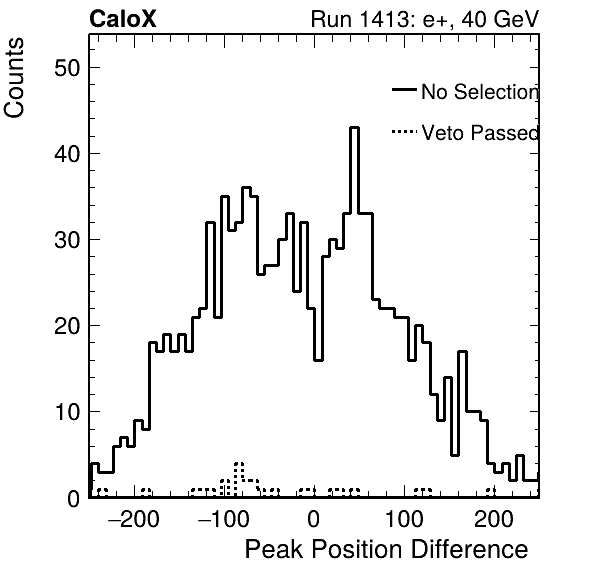 CaloX Run 1413: e+, 40 GeV
Counts
No Selection
Veto Passed
50
40
30
20
10
0
−200 −100 0 100 200
Peak Position Difference